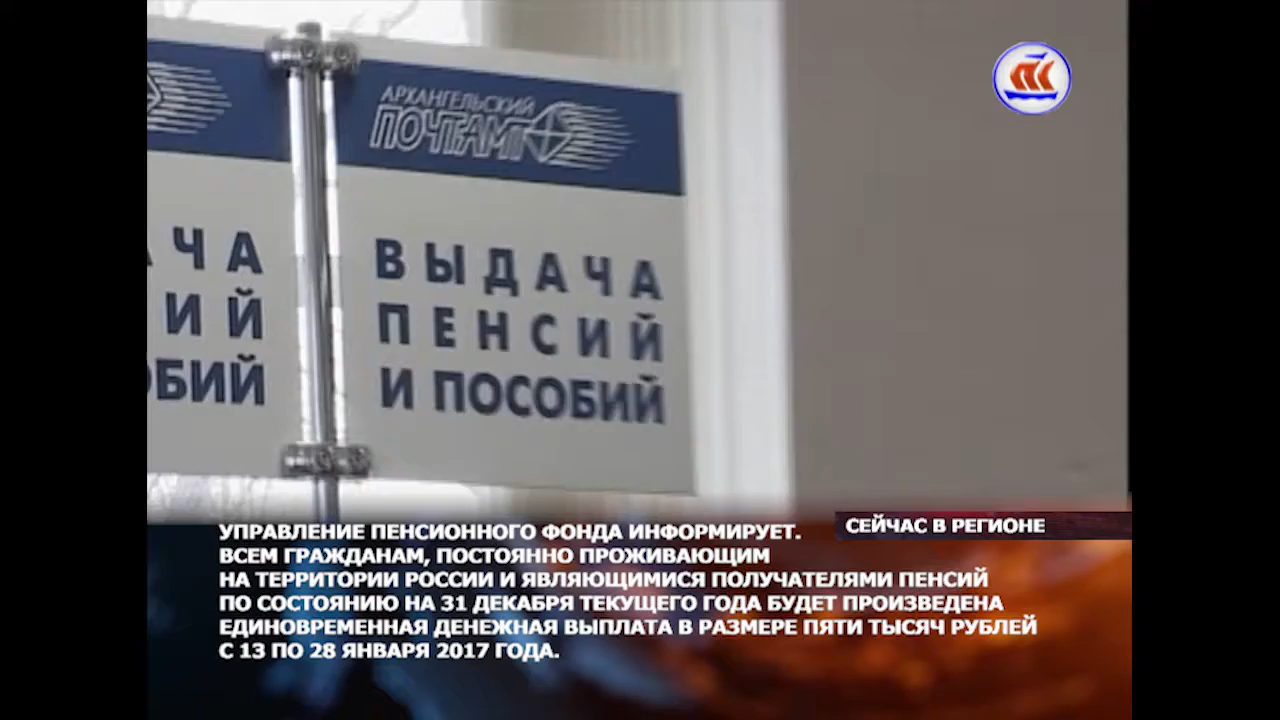 АРХАНГЕЛЬСКИЙ
ПОЧТАМТ
ВЫДАЧА
ПЕНСИЙ
И ПОСОБИЙ
АЧА
ИЙ
ОБИЙ
ПК
СЕЙЧАС В РЕГИОНЕ
УПРАВЛЕНИЕ ПЕНСИОННОГО ФОНДА ИНФОРМИРУЕТ.
ВСЕМ ГРАЖДАНАМ, ПОСТОЯННО ПРОЖИВАЮЩИМ
НА ТЕРРИТОРИИ РОССИИ И ЯВЛЯЮЩИМИСЯ ПОЛУЧАТЕЛЯМИ ПЕНСИЙ
ПО СОСТОЯНИЮ НА 31 ДЕКАБРЯ ТЕКУЩЕГО ГОДА БУДЕТ ПРОИЗВЕДЕНА
ЕДИНОВРЕМЕННАЯ ДЕНЕЖНАЯ ВЫПЛАТА В РАЗМЕРЕ ПЯТИ ТЫСЯЧ РУБЛЕЙ
С 13 ПО 28 ЯНВАРЯ 2017 ГОДА.